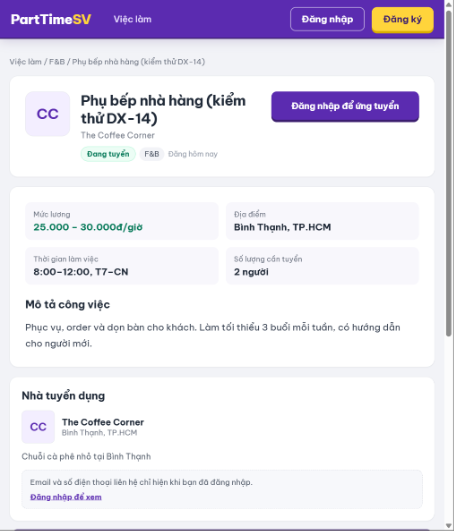 PartTimeSV
Việc làm
Đăng nhập
Đăng ký
Việc làm / F&B / Phụ bếp nhà hàng (kiểm thử DX-14)
CC
Phụ bếp nhà hàng (kiểm
thử DX-14)
The Coffee Corner
Đang tuyển
F&B
Đăng hôm nay
Đăng nhập để ứng tuyển
Mức lương
25.000 – 30.000đ/giờ
Địa điểm
Bình Thạnh, TP.HCM
Thời gian làm việc
8:00–12:00, T7–CN
Số lượng cần tuyển
2 người
Mô tả công việc
Phục vụ, order và dọn bàn cho khách. Làm tối thiểu 3 buổi mỗi tuần, có hướng dẫn
cho người mới.
Nhà tuyển dụng
CC
The Coffee Corner
Bình Thạnh, TP.HCM
Chuỗi cà phê nhỏ tại Bình Thạnh
Email và số điện thoại liên hệ chỉ hiện khi bạn đã đăng nhập.
Đăng nhập để xem